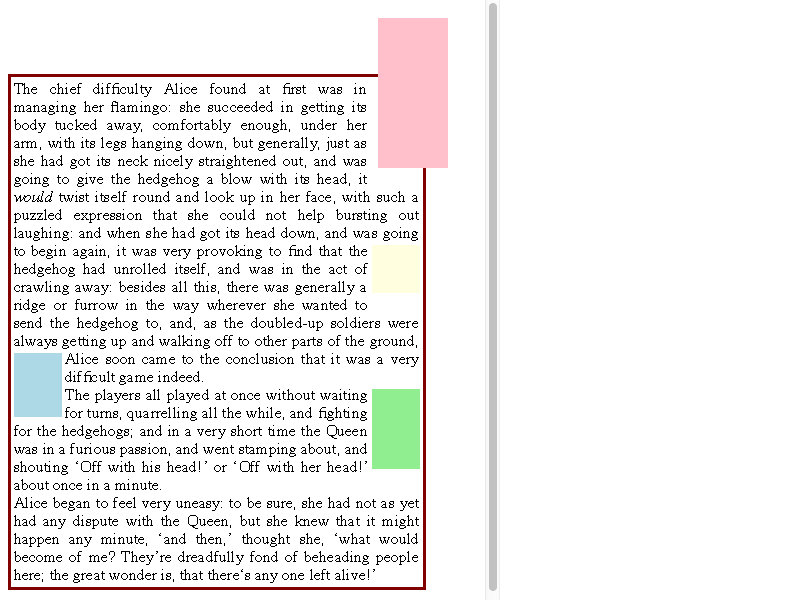 The chief difficulty Alice found at first was in
managing her flamingo: she succeeded in getting its
body tucked away, comfortably enough, under her
arm, with its legs hanging down, but generally, just as
she had got its neck nicely straightened out, and was
going to give the hedgehog a blow with its head, it
would twist itself round and look up in her face, with such a
puzzled expression that she could not help bursting out
laughing: and when she had got its head down, and was going
to begin again, it was very provoking to find that the
hedgehog had unrolled itself, and was in the act of
crawling away: besides all this, there was generally a
ridge or furrow in the way wherever she wanted to
send the hedgehog to, and, as the doubled-up soldiers were
always getting up and walking off to other parts of the ground,
Alice soon came to the conclusion that it was a very
difficult game indeed.
The players all played at once without waiting
for turns, quarrelling all the while, and fighting
for the hedgehogs; and in a very short time the Queen
was in a furious passion, and went stamping about, and
shouting ‘Off with his head!’ or ‘Off with her head!’
about once in a minute.
Alice began to feel very uneasy: to be sure, she had not as yet
had any dispute with the Queen, but she knew that it might
happen any minute, ‘and then,’ thought she, ‘what would
become of me? They’re dreadfully fond of beheading people
here; the great wonder is, that there‘s any one left alive!’